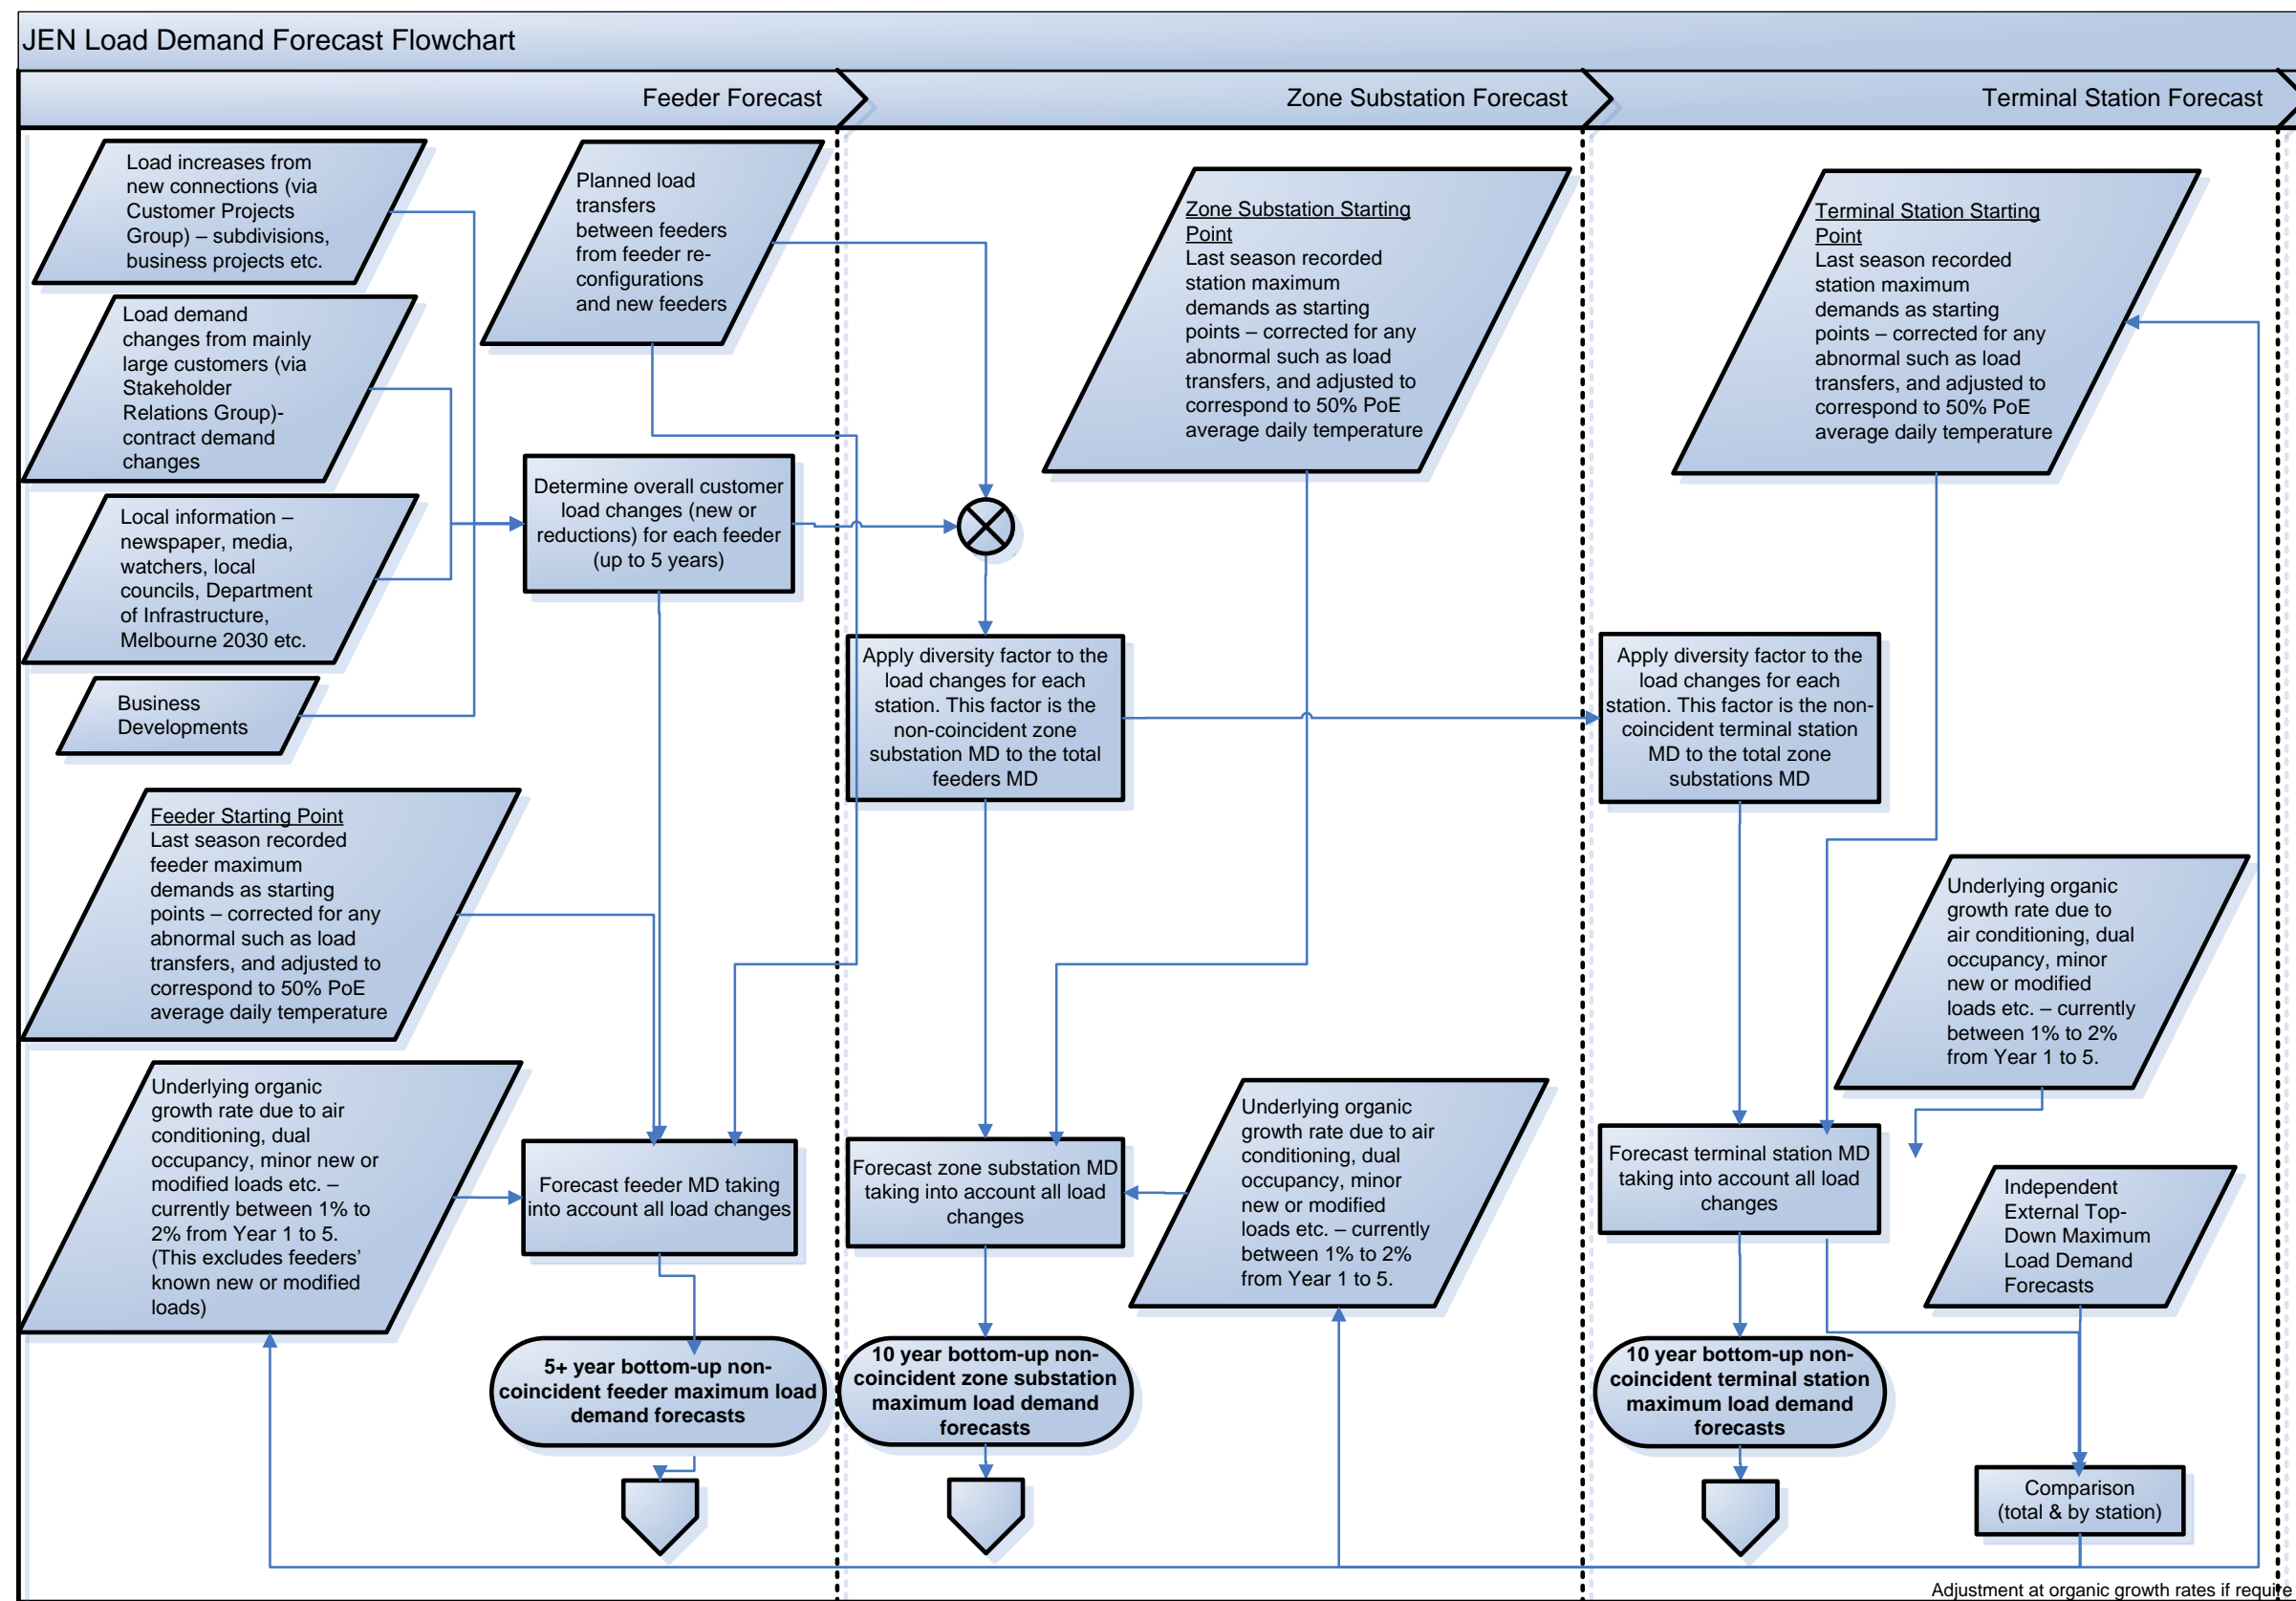 JEN Load Demand Forecast Flowchart
Feeder Forecast
Zone Substation Forecast
Terminal Station Forecast
Load increases from
new connections (via
Customer Projects
Group) – subdivisions,
business projects etc.
Load demand
changes from mainly
large customers (via
Stakeholder
Relations Group)-
contract demand
changes
Local information –
newspaper, media,
watchers, local
councils, Department
of Infrastructure,
Melbourne 2030 etc.
Business
Developments
Feeder Starting Point
Last season recorded
feeder maximum
demands as starting
points – corrected for any
abnormal such as load
transfers, and adjusted to
correspond to 50% PoE
average daily temperature
Underlying organic
growth rate due to air
conditioning, dual
occupancy, minor new or
modified loads etc. –
currently between 1% to
2% from Year 1 to 5.
(This excludes feeders’
known new or modified
loads)
Planned load
transfers
between feeders
from feeder re-
configurations
and new feeders
Determine overall customer
load changes (new or
reductions) for each feeder
(up to 5 years)
Forecast feeder MD taking
into account all load changes
5+ year bottom-up non-
coincident feeder maximum load
demand forecasts
Zone Substation Starting
Point
Last season recorded
station maximum
demands as starting
points – corrected for any
abnormal such as load
transfers, and adjusted to
correspond to 50% PoE
average daily temperature
Apply diversity factor to the
load changes for each
station. This factor is the
non-coincident zone
substation MD to the total
feeders MD
Forecast zone substation MD
taking into account all load
changes
Underlying organic
growth rate due to air
conditioning, dual
occupancy, minor
new or modified
loads etc. – currently
between 1% to 2%
from Year 1 to 5.
10 year bottom-up non-
coincident zone substation
maximum load demand
forecasts
Terminal Station Starting
Point
Last season recorded
station maximum
demands as starting
points – corrected for any
abnormal such as load
transfers, and adjusted to
correspond to 50% PoE
average daily temperature
Apply diversity factor to the
load changes for each
station. This factor is the non-
coincident terminal station
MD to the total zone
substations MD
Underlying organic
growth rate due to
air conditioning, dual
occupancy, minor
new or modified
loads etc. – currently
between 1% to 2%
from Year 1 to 5.
Forecast terminal station MD
taking into account all load
changes
Independent
External Top-
Down Maximum
Load Demand
Forecasts
10 year bottom-up non-
coincident terminal station
maximum load demand
forecasts
Comparison
(total & by station)
Adjustment at organic growth rates if require